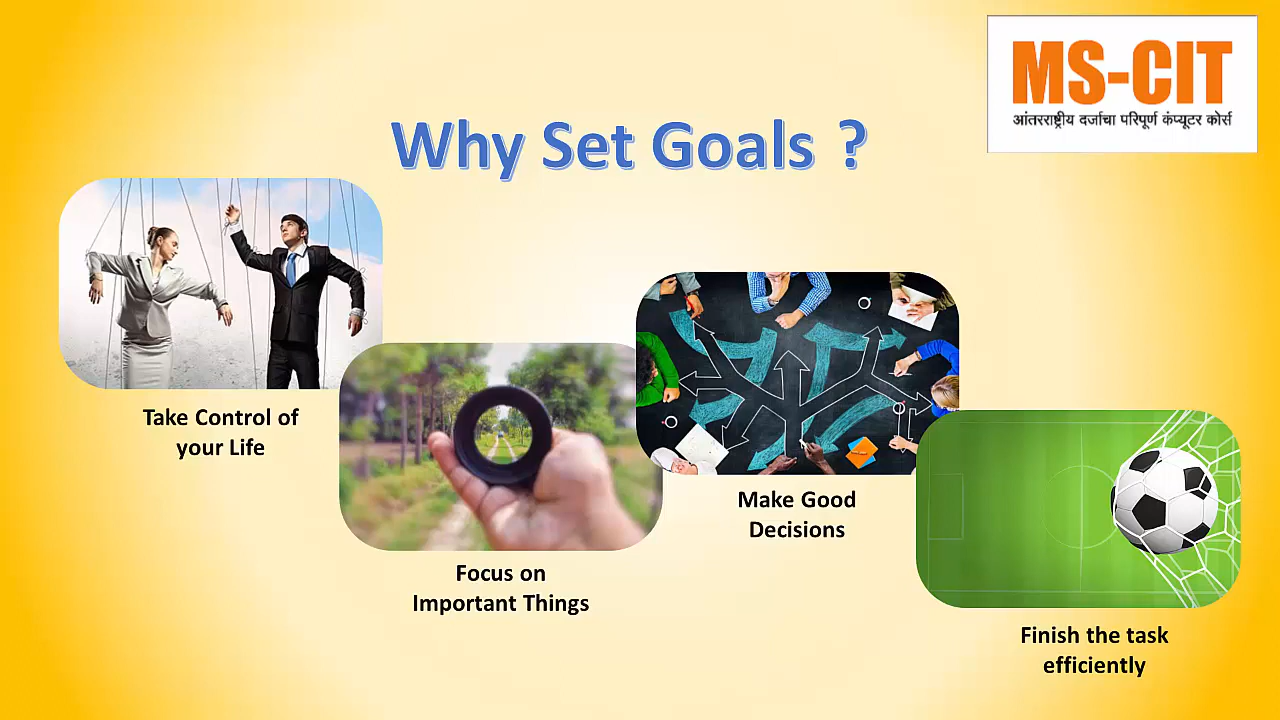 MS-CIT
आंतरराष्ट्रीय दर्जाचा परिपूर्ण कंप्यूटर कोर्स
Why Set Goals ?
Take Control of
your Life
Focus on
Important Things
Make Good
Decisions
Finish the task
efficiently